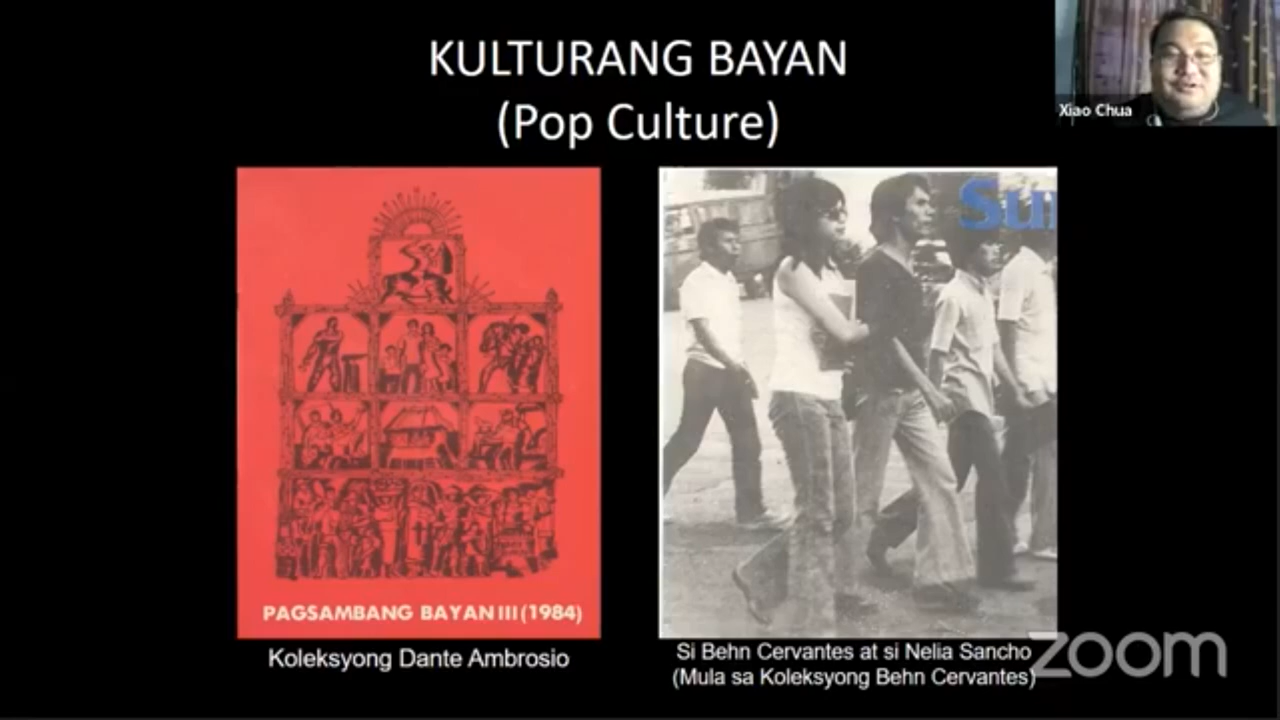 KULTURANG BAYAN
(Pop Culture)
Xiao Chua
Su
PAGSAMBANG BAYAN III (1984)
Koleksyong Dante Ambrosio
Si Behn Cervantes at si Nelia Sancho
(Mula sa Koleksyong Behn Cervantes)
zoom